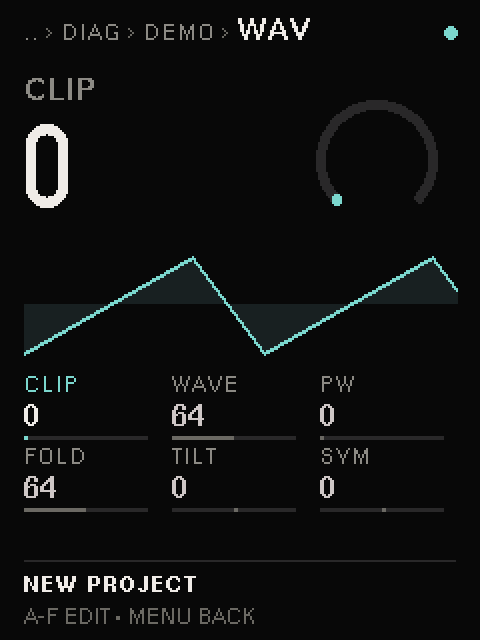 .. > DIAG > DEMO > WAV
CLIP
0
CLIP WAVE PW
0 64 0
FOLD TILT SYM
64 0 0
NEW PROJECT
A-F EDIT · MENU BACK